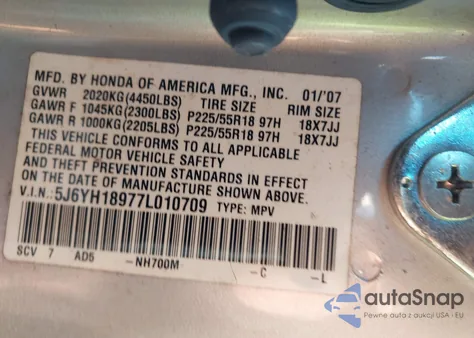 MFD. BY HONDA OF AMERICA MFG., INC. 01/'07
GVWR 2020KG(4450LBS) TIRE SIZE RIM SIZE
GAWR F 1045KG(2300LBS) P225/55R18 97H 18X7JJ
GAWR R 1000KG(2205LBS) P225/55R18 97H 18X7JJ
THIS VEHICLE CONFORMS TO ALL APPLICABLE
FEDERAL MOTOR VEHICLE SAFETY
AND THEFT PREVENTION STANDARDS IN EFFECT
ON THE DATE OF MANUFACTURE SHOWN ABOVE.
V.I.N.:5J6YH18977L010709 TYPE: MPV
SCV 7 AD5 -NH700M -C -L
autaSnap
Pewne auta z aukcji USA - EU